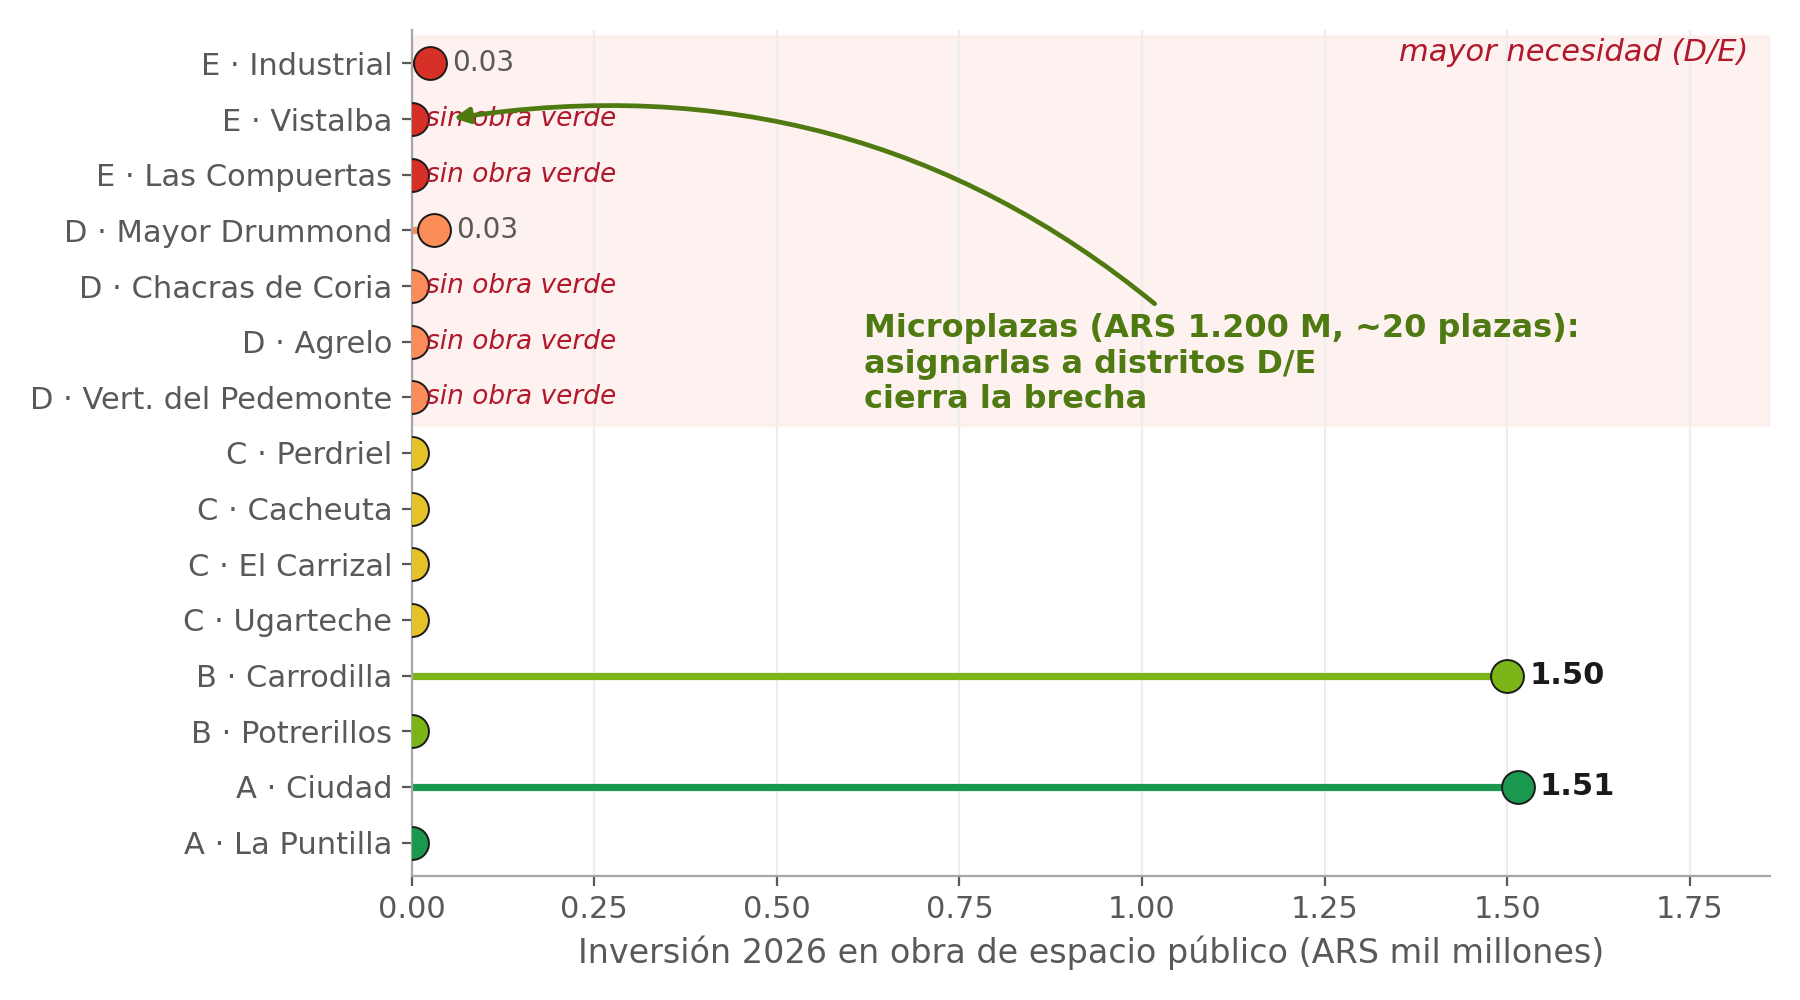 mayor necesidad (D/E)
E · Industrial
0.03
E · Vistalba
sin obra verde
E · Las Compuertas
sin obra verde
D · Mayor Drummond
0.03
D · Chacras de Coria
sin obra verde
D · Agrelo
sin obra verde
D · Vert. del Pedemonte
sin obra verde
Microplazas (ARS 1.200 M, ~20 plazas):
asignarlas a distritos D/E
cierra la brecha
C · Perdriel
C · Cacheuta
C · El Carrizal
C · Ugarteche
B · Carrodilla
1.50
B · Potrerillos
A · Ciudad
1.51
A · La Puntilla
0.00 0.25 0.50 0.75 1.00 1.25 1.50 1.75
Inversión 2026 en obra de espacio público (ARS mil millones)